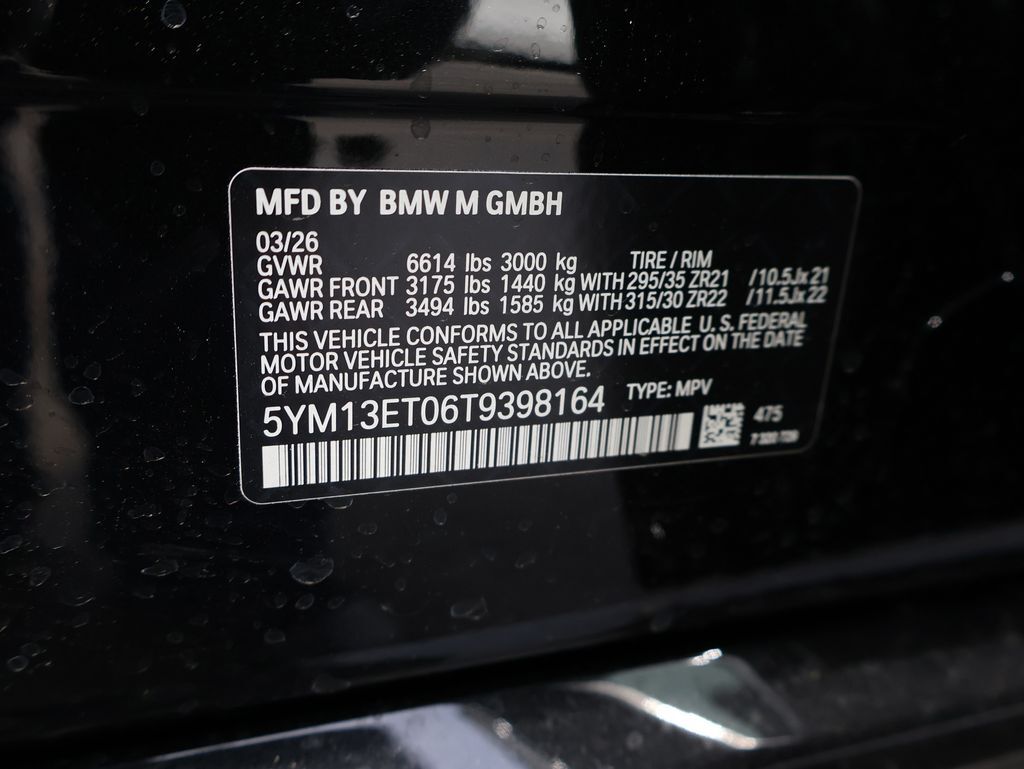 MFD BY BMW M GMBH
03/26
GVWR 6614 lbs 3000 kg TIRE / RIM
GAWR FRONT 3175 lbs 1440 kg WITH 295/35 ZR21 /10.5Jx21
GAWR REAR 3494 lbs 1585 kg WITH 315/30 ZR22 /11.5Jx22
THIS VEHICLE CONFORMS TO ALL APPLICABLE U. S. FEDERAL
MOTOR VEHICLE SAFETY STANDARDS IN EFFECT ON THE DATE
OF MANUFACTURE SHOWN ABOVE.
5YM13ET06T9398164 TYPE: MPV
475